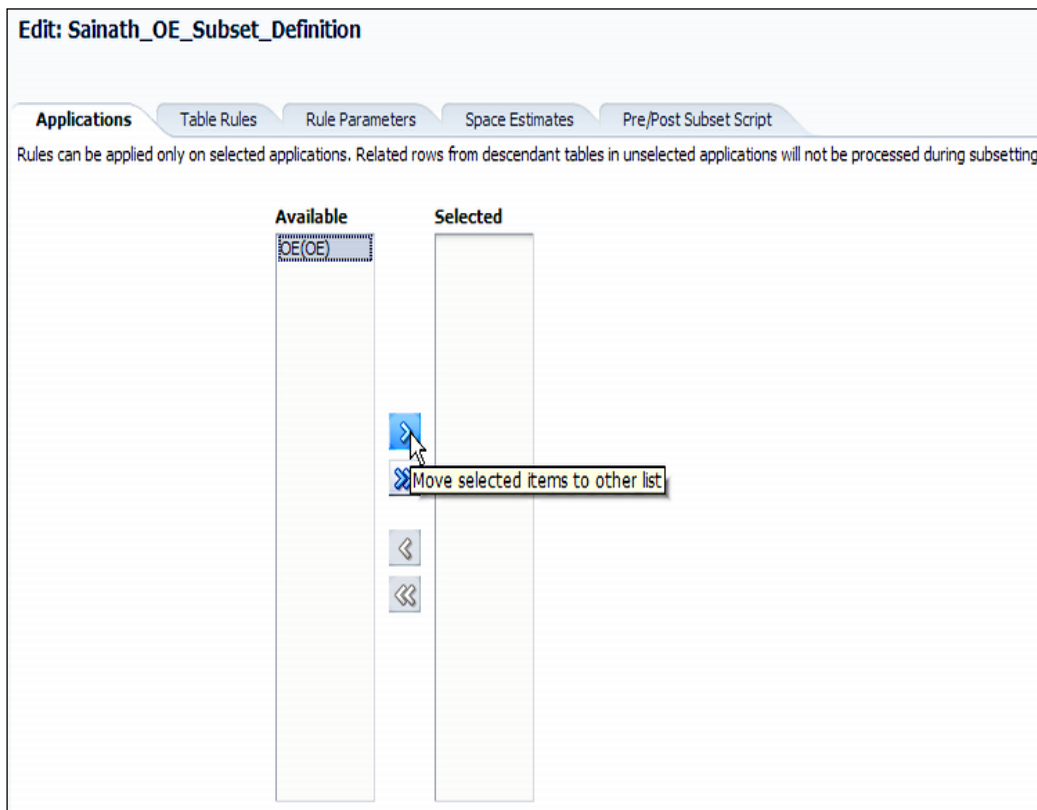 Edit: Sainath_OE_Subset_Definition
Applications Table Rules Rule Parameters Space Estimates Pre/Post Subset Script
Rules can be applied only on selected applications. Related rows from descendant tables in unselected applications will not be processed during subsetting
Available Selected
OE(OE)
Move selected items to other list